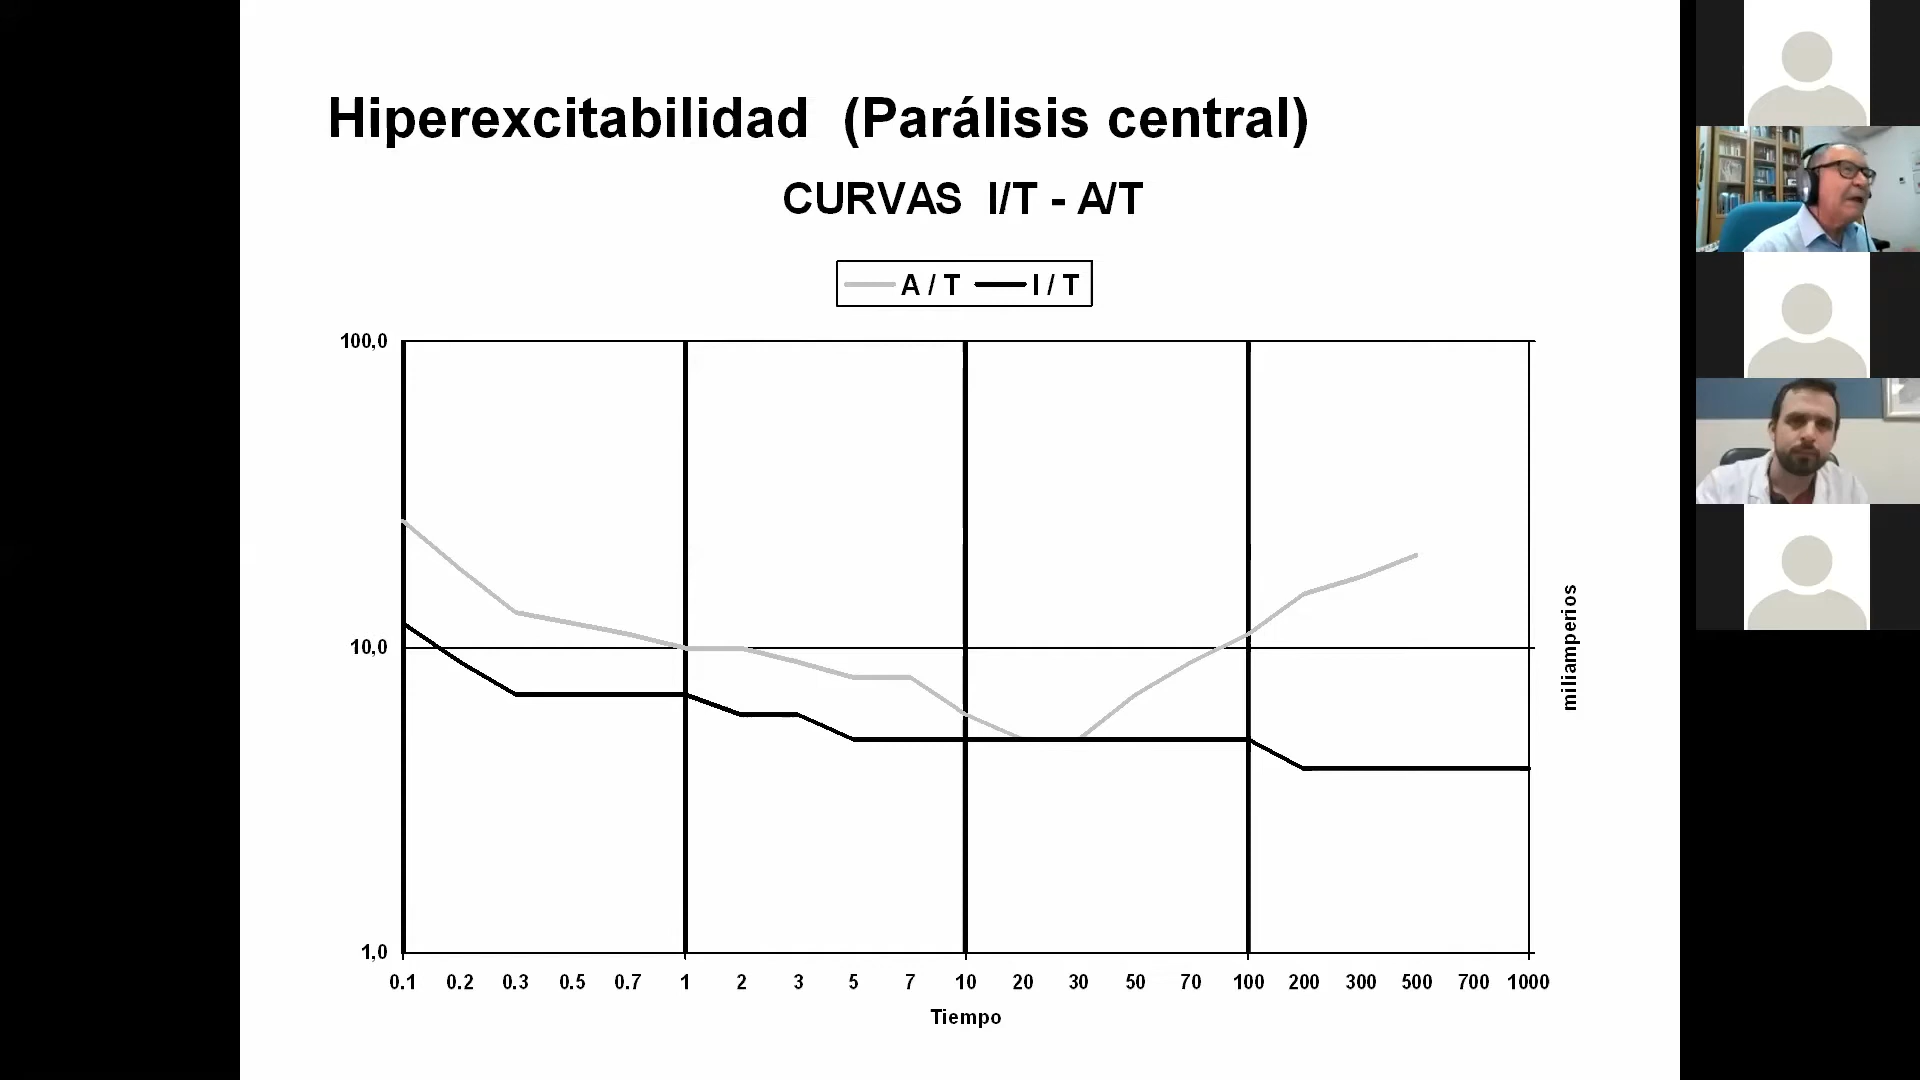 Hiperexcitabilidad (Parálisis central)
CURVAS I/T - A/T
A / T I / T
100,0
10,0
1,0
0.1 0.2 0.3 0.5 0.7 1 2 3 5 7 10 20 30 50 70 100 200 300 500 700 1000
Tiempo
miliamperios